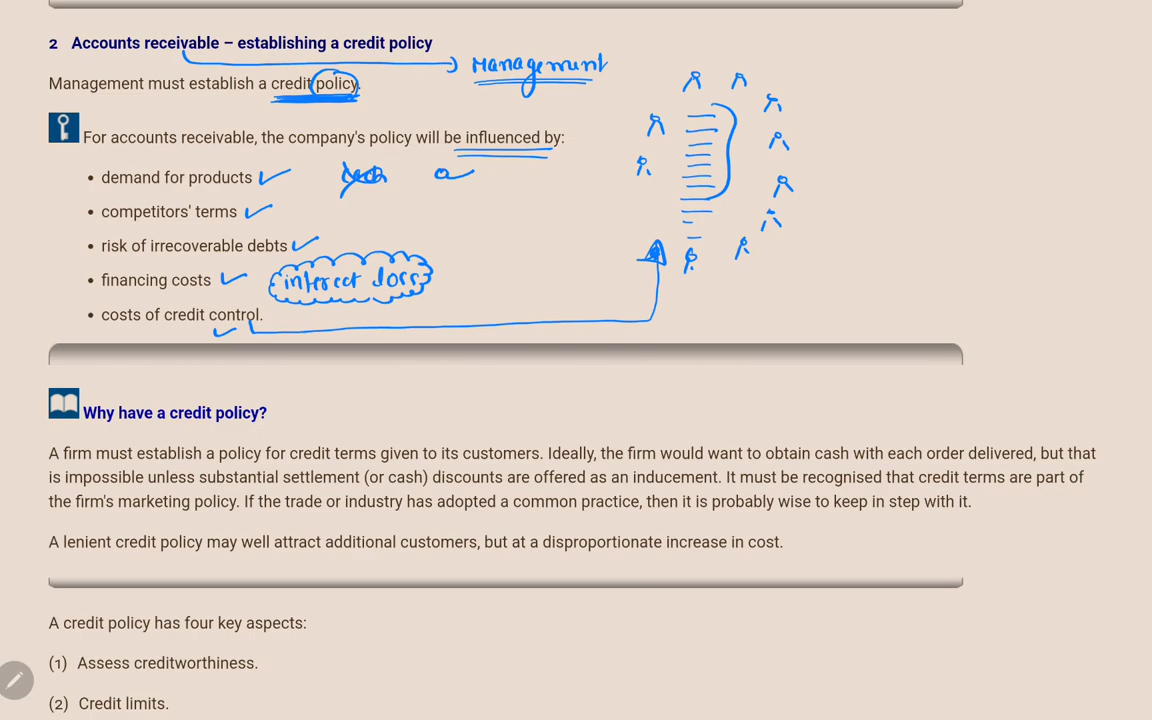 2 Accounts receivable – establishing a credit policy
Management
Management must establish a credit policy.
For accounts receivable, the company's policy will be influenced by:
• demand for products
• competitors' terms
• risk of irrecoverable debts
• financing costs
interest loss
• costs of credit control.
Why have a credit policy?
A firm must establish a policy for credit terms given to its customers. Ideally, the firm would want to obtain cash with each order delivered, but that
is impossible unless substantial settlement (or cash) discounts are offered as an inducement. It must be recognised that credit terms are part of
the firm's marketing policy. If the trade or industry has adopted a common practice, then it is probably wise to keep in step with it.
A lenient credit policy may well attract additional customers, but at a disproportionate increase in cost.
A credit policy has four key aspects:
(1) Assess creditworthiness.
(2) Credit limits.